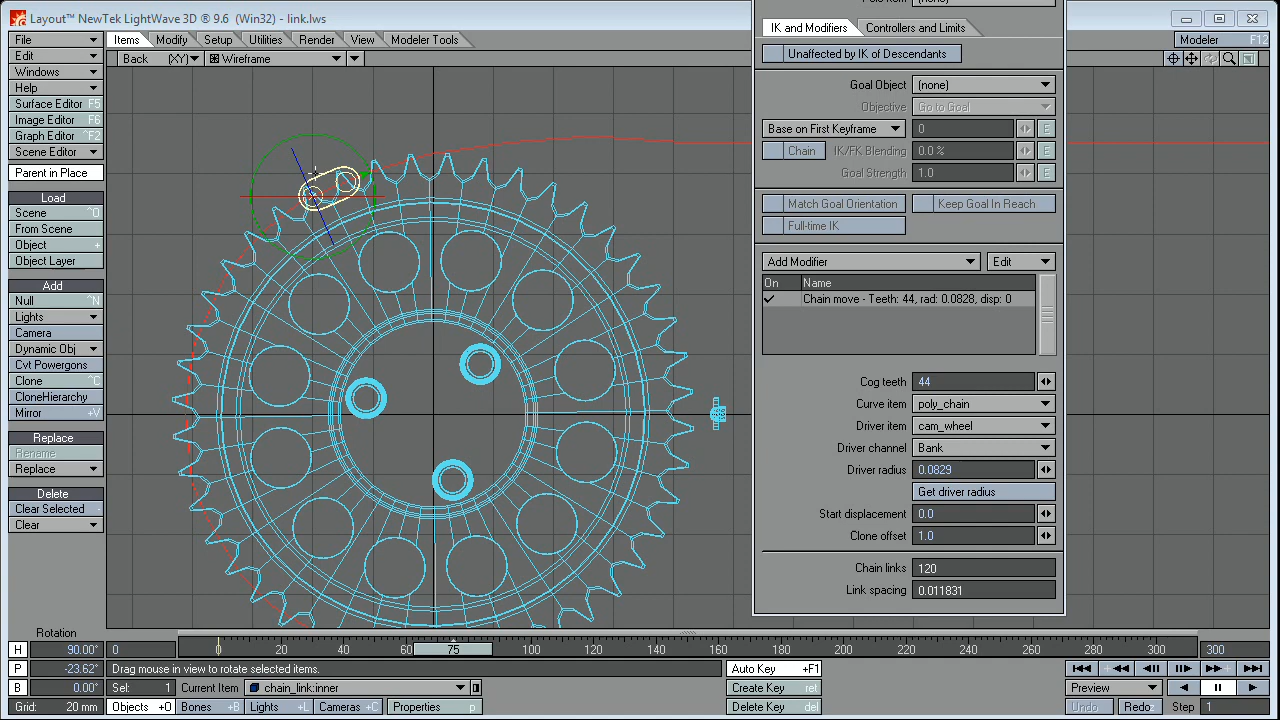 Layout™ NewTek LightWave 3D ® 9.6 (Win32) - link.lws
File
Edit
Windows
Help
Surface Editor F5
Image Editor F6
Graph Editor ^F2
Scene Editor
Parent in Place
Load
Scene ^O
From Scene
Object +
Object Layer
Add
Null ^N
Lights
Camera
Dynamic Obj
Cvt Powergons
Clone ^C
CloneHierarchy
Mirror +V
Replace
Rename
Replace
Delete
Clear Selected -
Clear
Items Modify Setup Utilities Render View Modeler Tools
Modeler F12
Back (XY) Wireframe
IK and Modifiers Controllers and Limits
Unaffected by IK of Descendants
Goal Object (none)
Objective Go to Goal
Base on First Keyframe 0 E
Chain IK/FK Blending 0.0 % E
Goal Strength 1.0 E
Match Goal Orientation Keep Goal In Reach
Full-time IK
Add Modifier Edit
On Name
Chain move - Teeth: 44, rad: 0.0828, disp: 0
Cog teeth 44
Curve item poly_chain
Driver item cam_wheel
Driver channel Bank
Driver radius 0.0829
Get driver radius
Start displacement 0.0
Clone offset 1.0
Chain links 120
Link spacing 0.011831
Rotation
H 90.00° 0 0 20 40 60 75 100 120 140 160 180 200 220 240 260 280 300 300
P -23.62° Drag mouse in view to rotate selected items. Auto Key +F1
B 0.00° Sel: 1 Current Item chain_link:inner Create Key ret Preview
Grid: 20 mm Objects +O Bones +B Lights +L Cameras +C Properties p Delete Key del Undo Redo Step 1